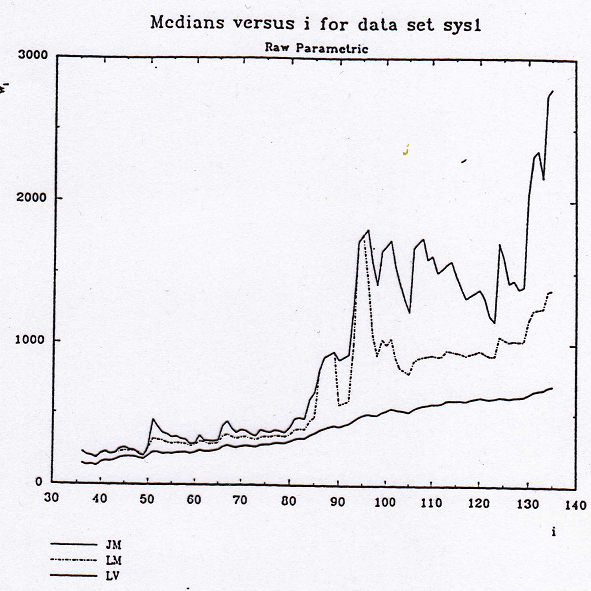 Medians versus i for data set sys1
Raw Parametric
3000
2000
1000
0
30 40 50 60 70 80 90 100 110 120 130 140
i
JM
LM
LV